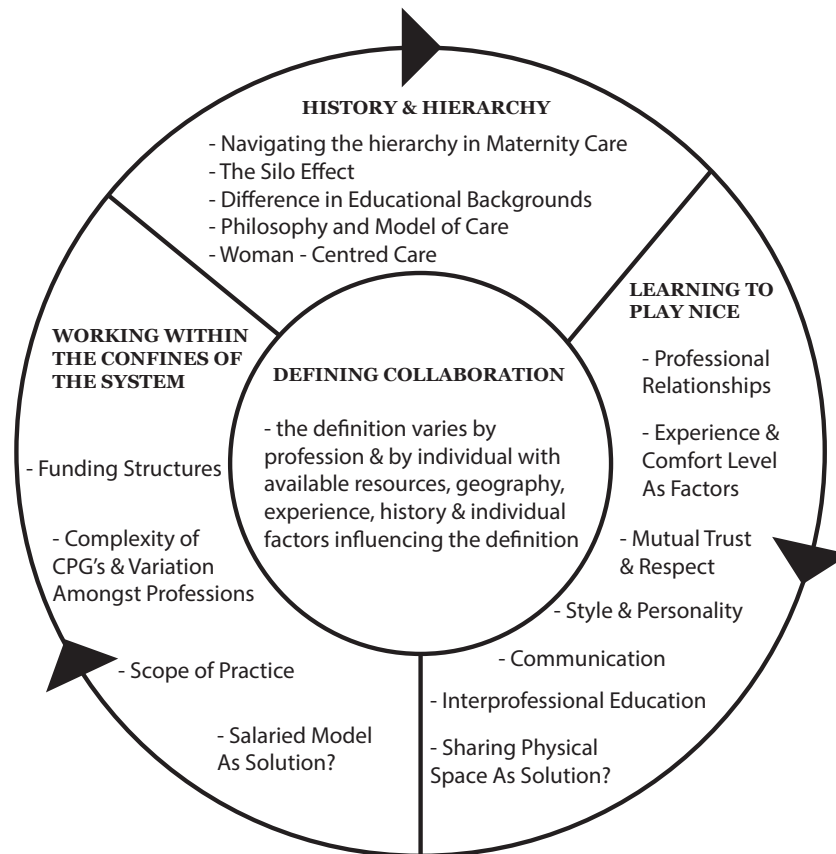 HISTORY & HIERARCHY
- Navigating the hierarchy in Maternity Care
- The Silo Effect
- Difference in Educational Backgrounds
- Philosophy and Model of Care
- Woman - Centred Care
LEARNING TO
PLAY NICE
- Professional
Relationships
- Experience &
Comfort Level
As Factors
- Mutual Trust
& Respect
- Style & Personality
- Communication
- Interprofessional Education
- Sharing Physical
Space As Solution?
WORKING WITHIN
THE CONFINES OF
THE SYSTEM
- Funding Structures
- Complexity of
CPG's & Variation
Amongst Professions
- Scope of Practice
- Salaried Model
As Solution?
DEFINING COLLABORATION
- the definition varies by
profession & by individual with
available resources, geography,
experience, history & individual
factors influencing the definition